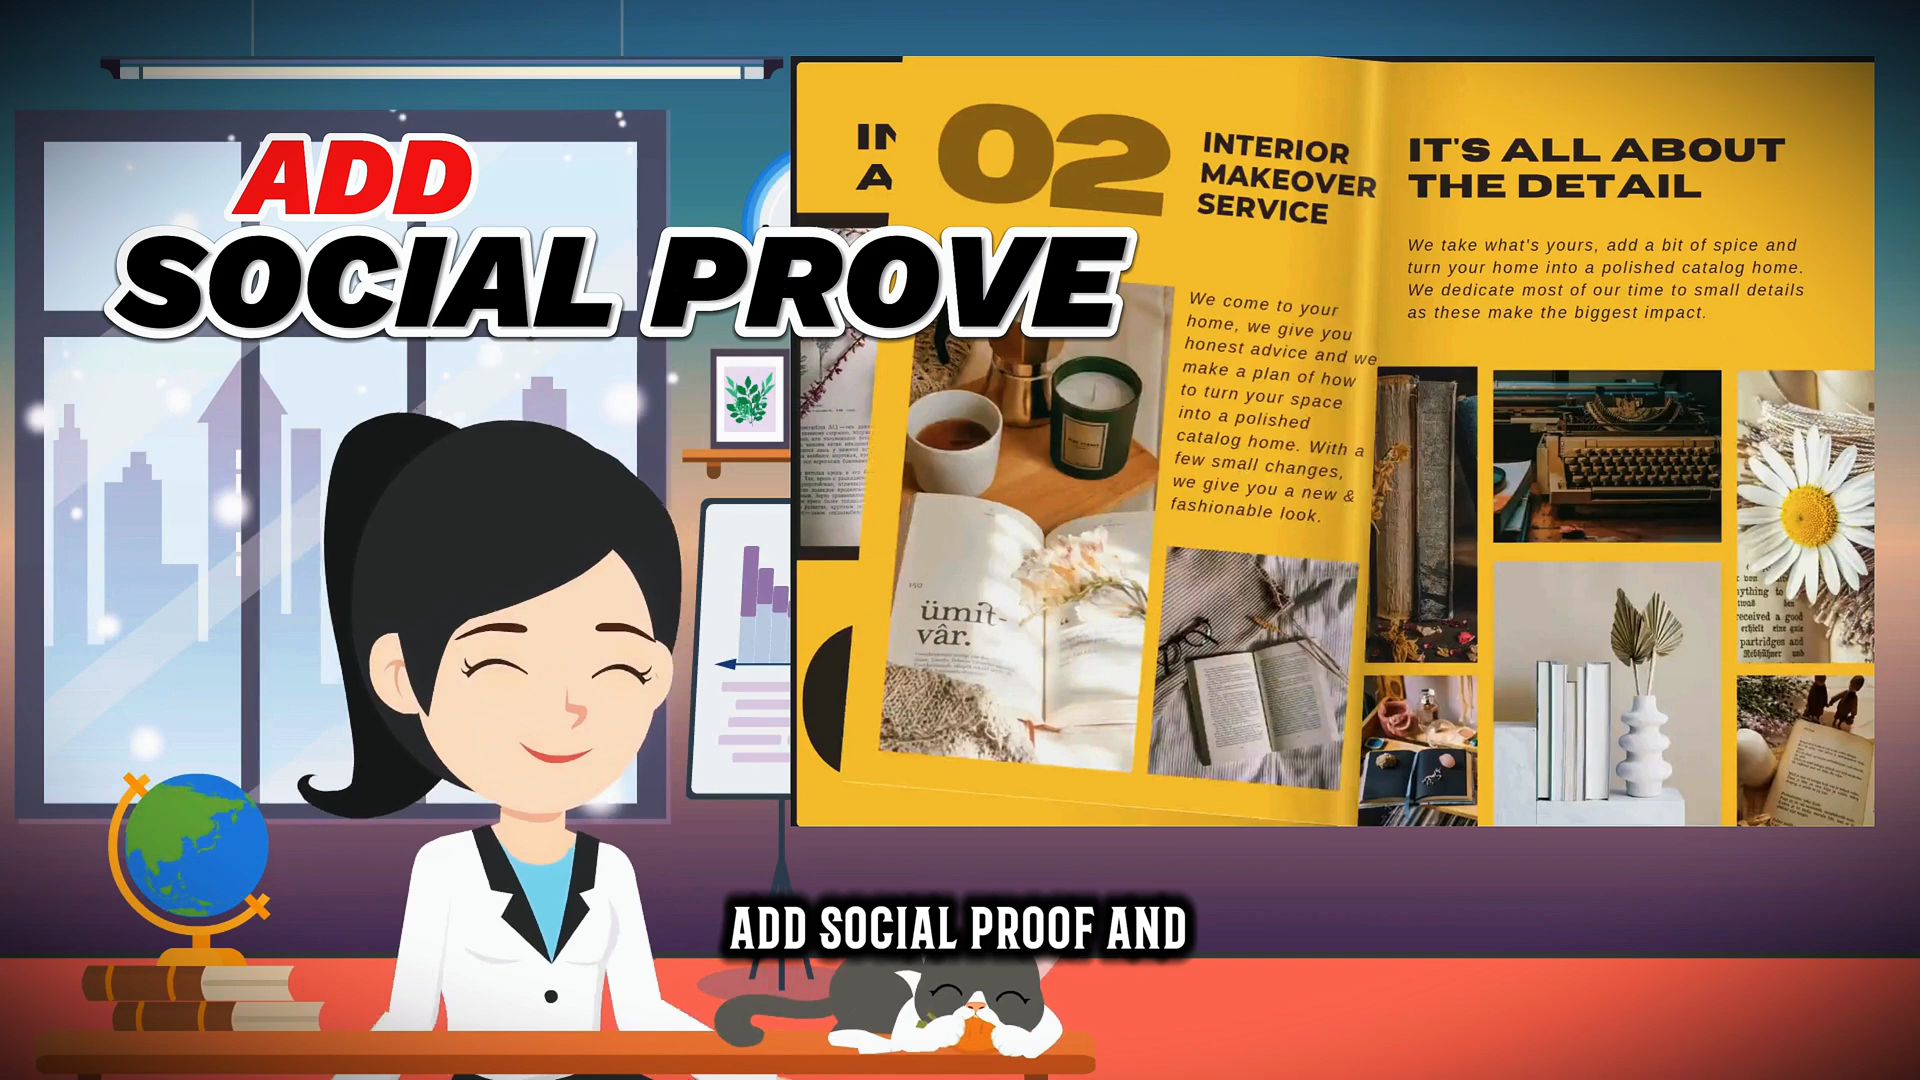 ADD
SOCIAL PROVE
IN
A
02
INTERIOR
MAKEOVER
SERVICE
We come to your
home, we give you
honest advice and we
make a plan of how
to turn your space
into a polished
catalog home. With a
few small changes,
we give you a new &
fashionable look.
IT'S ALL ABOUT
THE DETAIL
We take what's yours, add a bit of spice and
turn your home into a polished catalog home.
We dedicate most of our time to small details
as these make the biggest impact.
ümit-
vâr.
received a good
partridges and
ADD SOCIAL PROOF AND